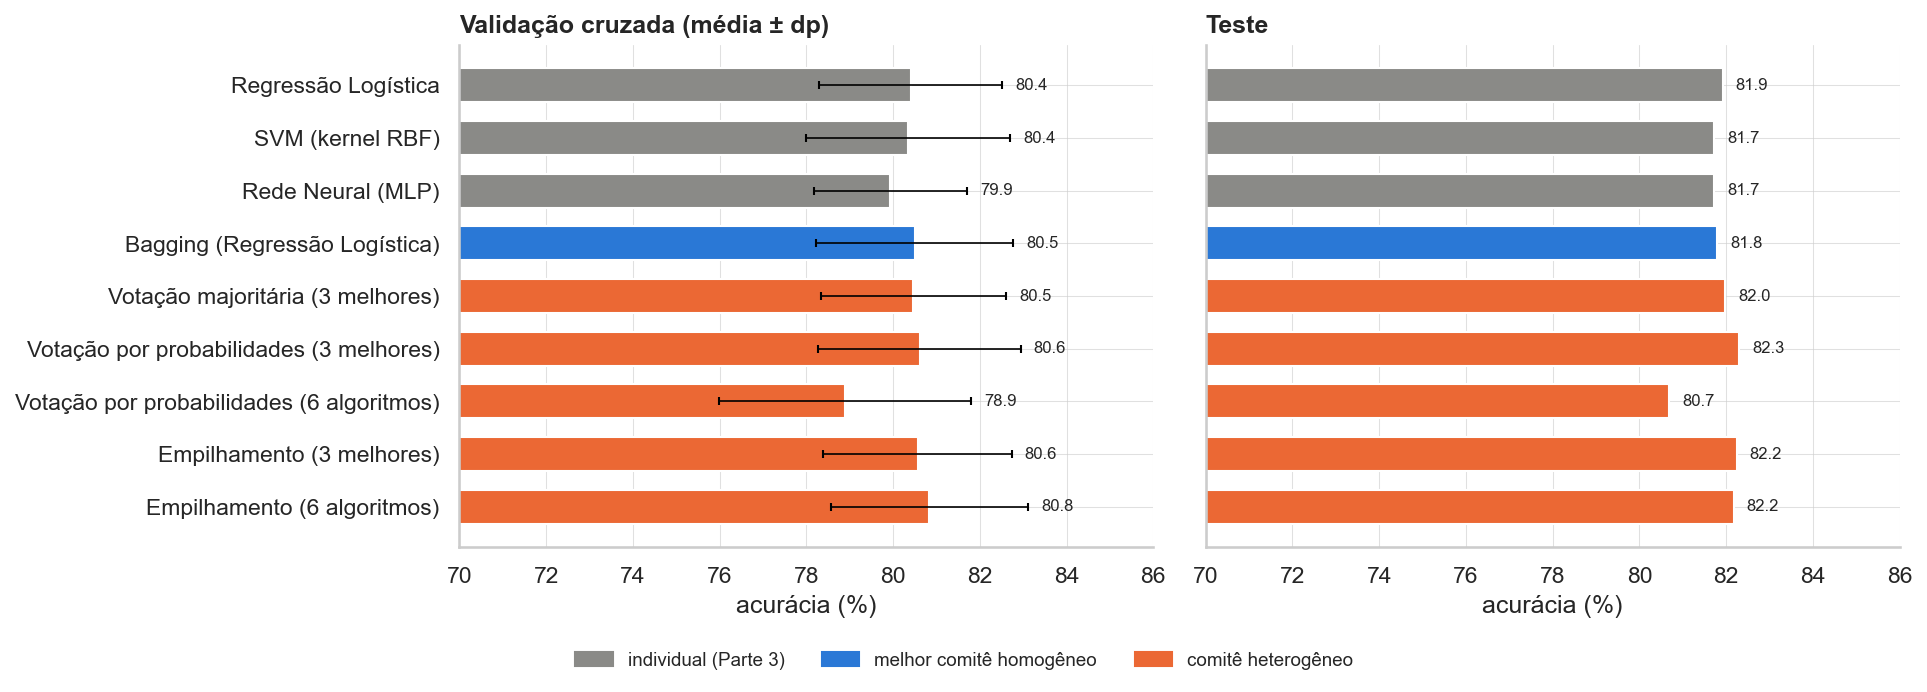 Validação cruzada (média ± dp)
Regressão Logística
80.4
SVM (kernel RBF)
80.4
Rede Neural (MLP)
79.9
Bagging (Regressão Logística)
80.5
Votação majoritária (3 melhores)
80.5
Votação por probabilidades (3 melhores)
80.6
Votação por probabilidades (6 algoritmos)
78.9
Empilhamento (3 melhores)
80.6
Empilhamento (6 algoritmos)
80.8
70 72 74 76 78 80 82 84 86
acurácia (%)
Teste
81.9
81.7
81.7
81.8
82.0
82.3
80.7
82.2
82.2
70 72 74 76 78 80 82 84 86
acurácia (%)
individual (Parte 3) melhor comitê homogêneo comitê heterogêneo